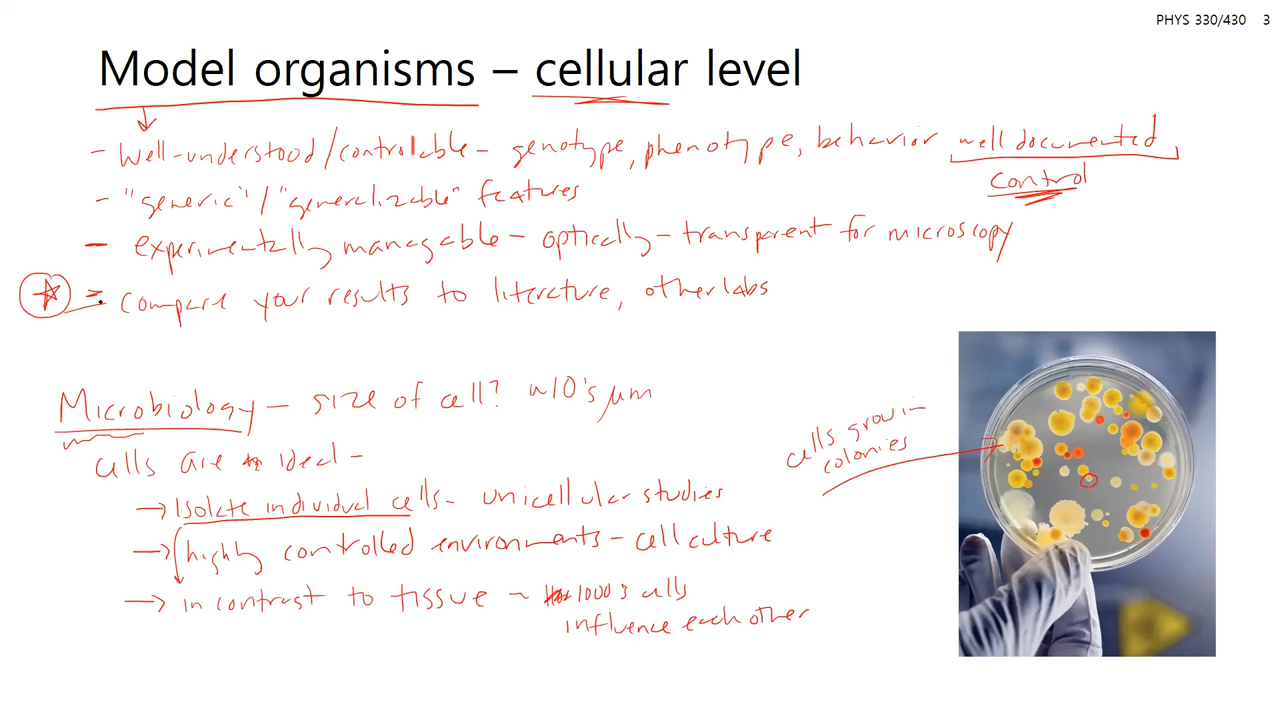 PHYS 330/430 3
Model organisms – cellular level
- Well-understood/controllable - genotype, phenotype, behavior well documented
control
- "generic"/"generalizable" features
- experimentally manageable - optically - transparent for microscopy
- compare your results to literature, other labs
Microbiology - size of cell? ~10's μm
cells are ideal -
cells grow in
colonies
→ Isolate individual cells - unicellular studies
→ highly controlled environments - cell culture
→ in contrast to tissue - 1000's cells
influence each other